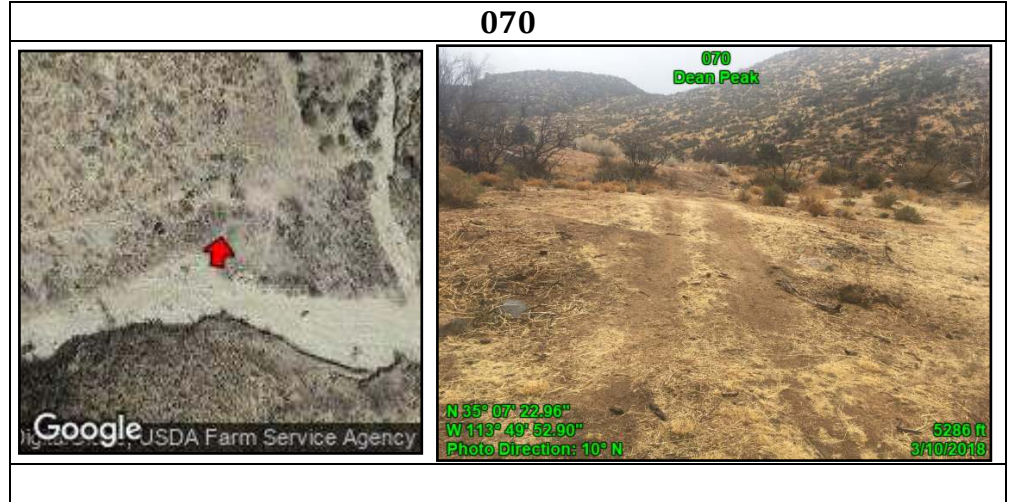 070
Google
USDA Farm Service Agency
070
Dean Peak
N 35° 07' 22.96"
W 113° 49' 52.90"
Photo Direction: 10° N
5286 ft
3/10/2018